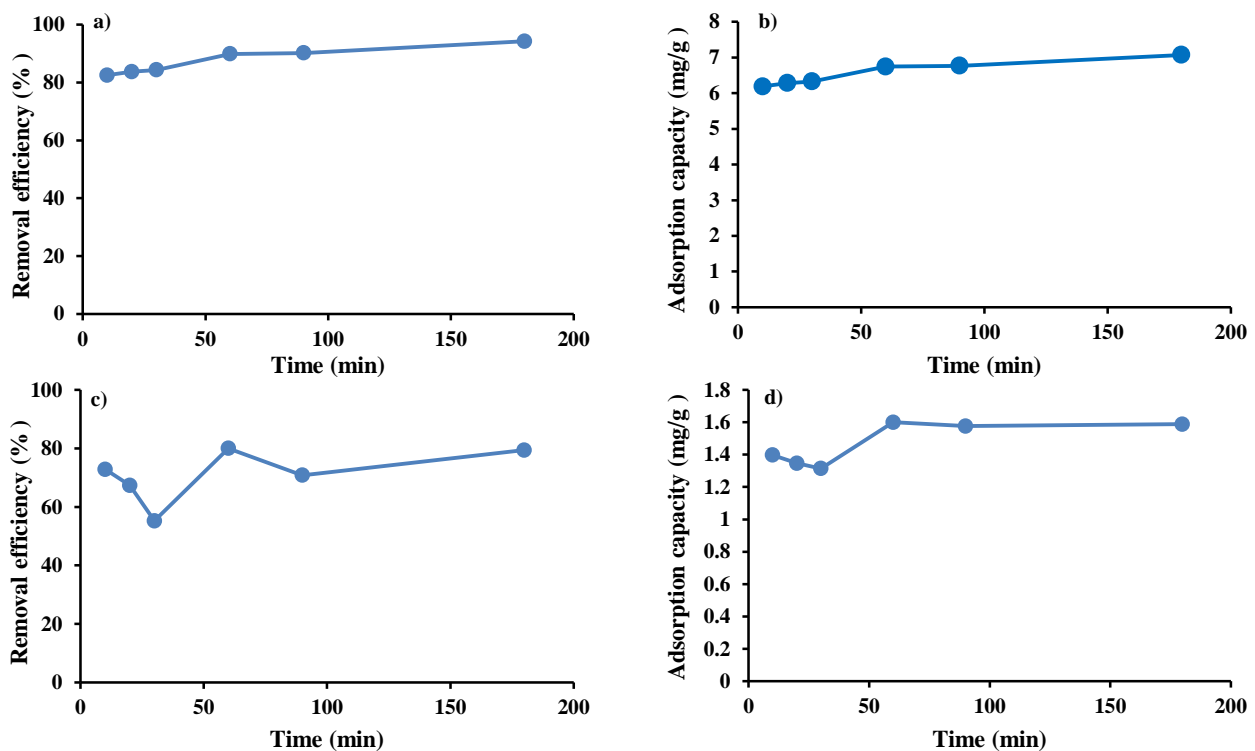 a)
Removal efficiency (% )
100
80
60
40
20
0
0 50 100 150 200
Time (min)
b)
Adsorption capacity (mg/g )
8
7
6
5
4
3
2
1
0
0 50 100 150 200
Time (min)
c)
Removal efficiency (% )
100
80
60
40
20
0
0 50 100 150 200
Time (min)
d)
Adsorption capacity (mg/g )
1.8
1.6
1.4
1.2
1
0.8
0.6
0.4
0.2
0
0 50 100 150 200
Time (min)